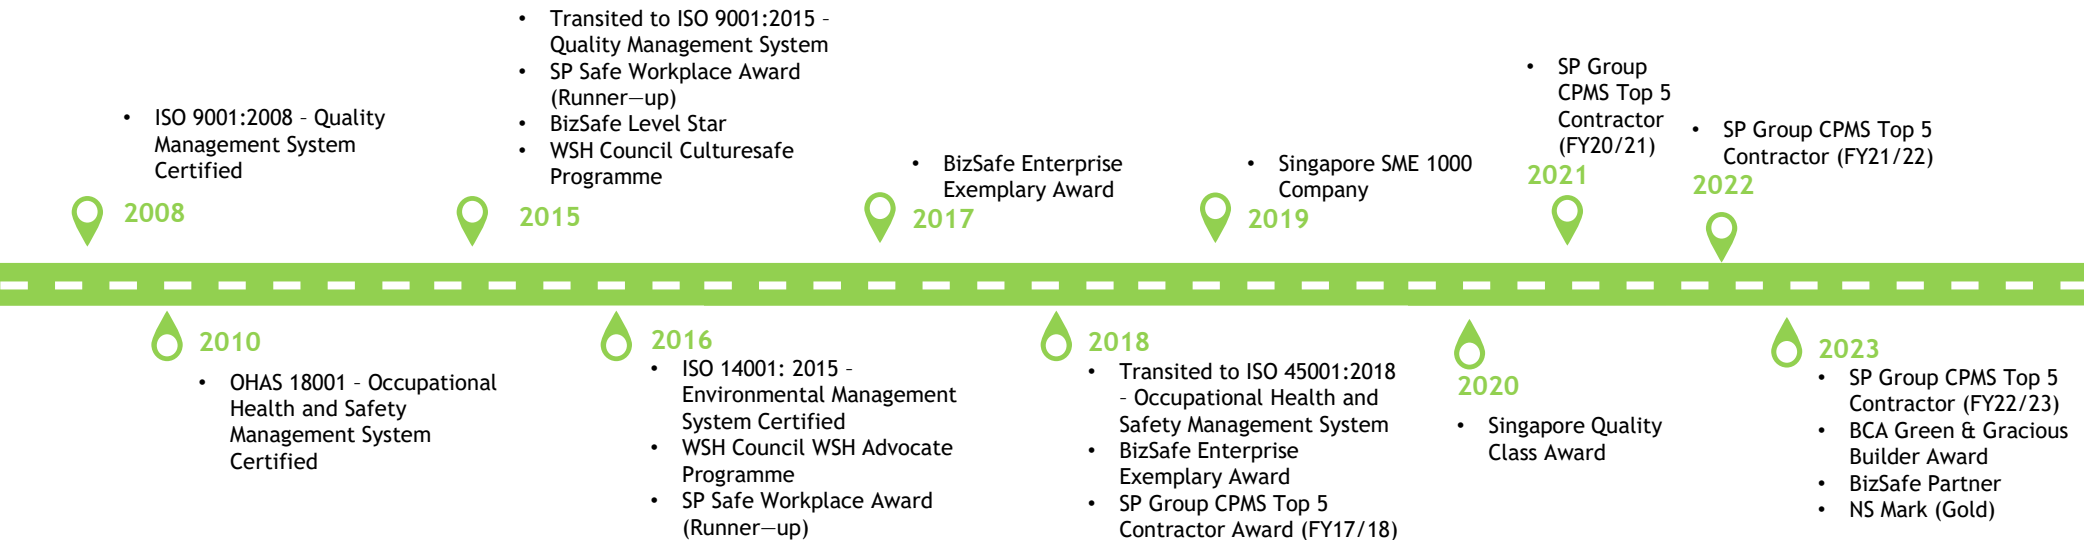 • ISO 9001:2008 – Quality
Management System
Certified
2008
• Transited to ISO 9001:2015 –
Quality Management System
• SP Safe Workplace Award
(Runner—up)
• BizSafe Level Star
• WSH Council Culturesafe
Programme
2015
• BizSafe Enterprise
Exemplary Award
2017
• Singapore SME 1000
Company
2019
• SP Group
CPMS Top 5
Contractor
(FY20/21)
2021
• SP Group CPMS Top 5
Contractor (FY21/22)
2022
2010
• OHAS 18001 – Occupational
Health and Safety
Management System
Certified
2016
• ISO 14001: 2015 –
Environmental Management
System Certified
• WSH Council WSH Advocate
Programme
• SP Safe Workplace Award
(Runner—up)
2018
• Transited to ISO 45001:2018
– Occupational Health and
Safety Management System
• BizSafe Enterprise
Exemplary Award
• SP Group CPMS Top 5
Contractor Award (FY17/18)
2020
• Singapore Quality
Class Award
2023
• SP Group CPMS Top 5
Contractor (FY22/23)
• BCA Green & Gracious
Builder Award
• BizSafe Partner
• NS Mark (Gold)